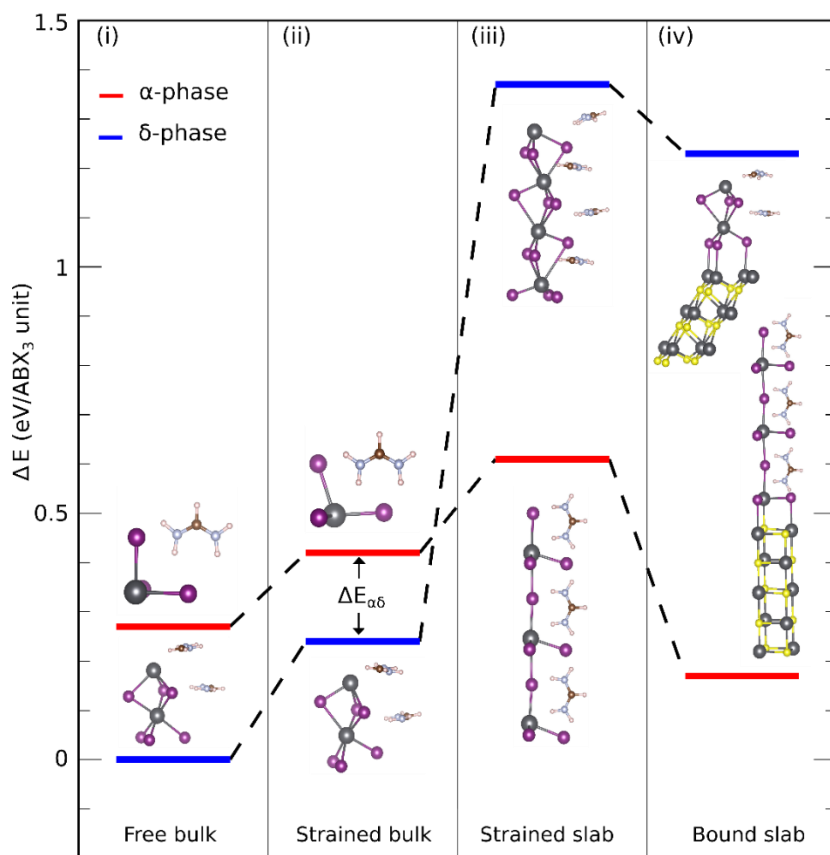 1.5
(i)
(ii)
(iii)
(iv)
α-phase
δ-phase
1
ΔE (eV/ABX₃ unit)
0.5
ΔEαδ
0
Free bulk
Strained bulk
Strained slab
Bound slab